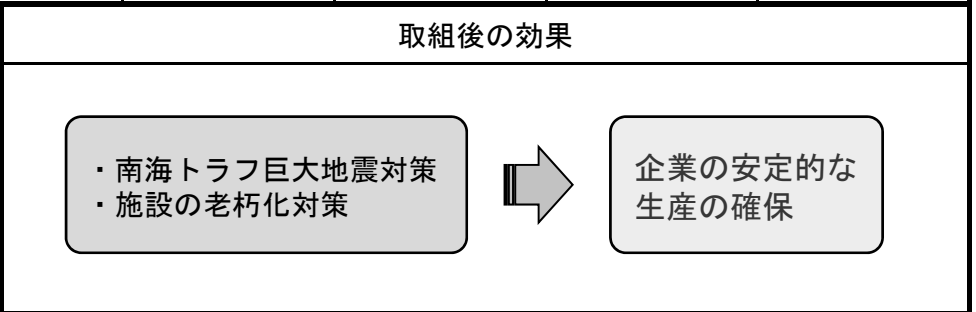 取組後の効果
・南海トラフ巨大地震対策
・施設の老朽化対策
企業の安定的な
生産の確保